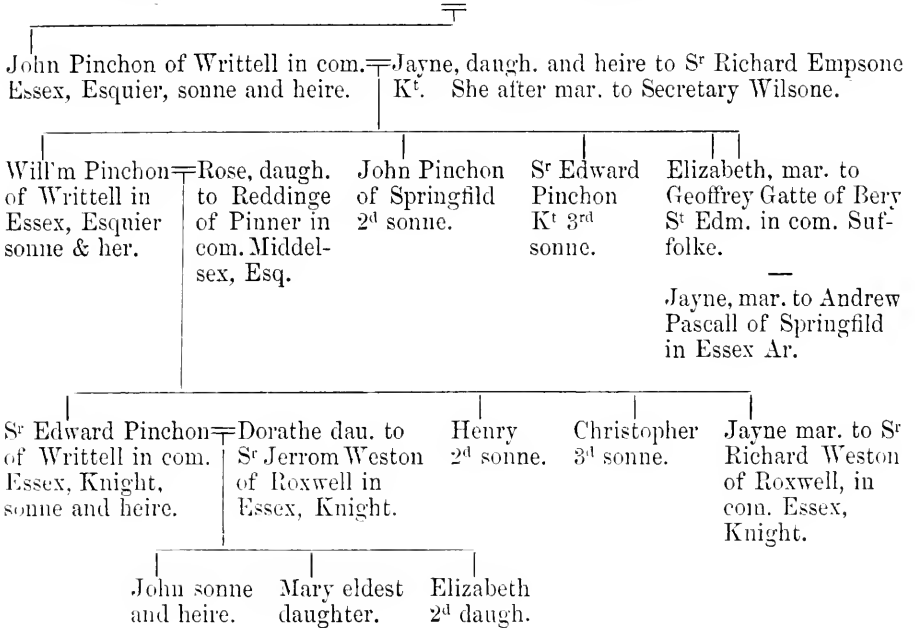 John Pinchon of Writtell in com.
Essex, Esquier, sonne and heire.
Jayne, daugh. and heire to Sr Richard Empsone
Kt. She after mar. to Secretary Wilsone.
Will'm Pinchon
of Writtell in
Essex, Esquier
sonne & her.
Rose, daugh.
to Reddinge
of Pinner in
com. Middel-
sex, Esq.
John Pinchon
of Springfild
2d sonne.
Sr Edward
Pinchon
Kt 3rd
sonne.
Elizabeth, mar. to
Geoffrey Gatte of Bery
St Edm. in com. Suf-
folke.
Jayne, mar. to Andrew
Pascall of Springfild
in Essex Ar.
Sr Edward Pinchon
of Writtell in com.
Essex, Knight,
sonne and heire.
Dorathe dau. to
Sr Jerrom Weston
of Roxwell in
Essex, Knight.
Henry
2d sonne.
Christopher
3d sonne.
Jayne mar. to Sr
Richard Weston
of Roxwell, in
com. Essex,
Knight.
John sonne
and heire.
Mary eldest
daughter.
Elizabeth
2d daugh.